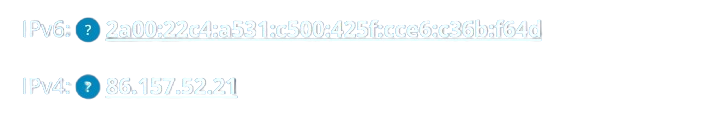 IPv6: ? 2a00:22c4:a531:c500:425f:cce6:c36b:f64d
IPv4: ? 86.157.52.21